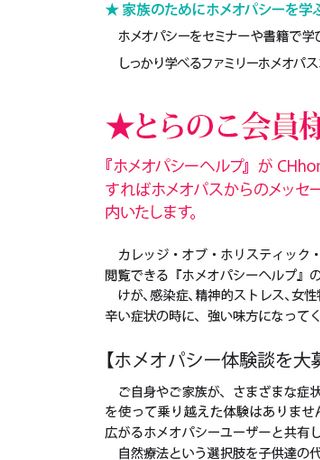 ★ 家族のためにホメオパシーを学ぶ
ホメオパシーをセミナーや書籍で学び
しっかり学べるファミリーホメオパス
★とらのこ会員様
『ホメオパシーヘルプ』が CHhom
すればホメオパスからのメッセー
内いたします。
カレッジ・オブ・ホリスティック・
閲覧できる『ホメオパシーヘルプ』の
けが、感染症、精神的ストレス、女性特
辛い症状の時に、強い味方になってく
【ホメオパシー体験談を大募
ご自身やご家族が、さまざまな症状
を使って乗り越えた体験はありません
広がるホメオパシーユーザーと共有し
自然療法という選択肢を子供達の代